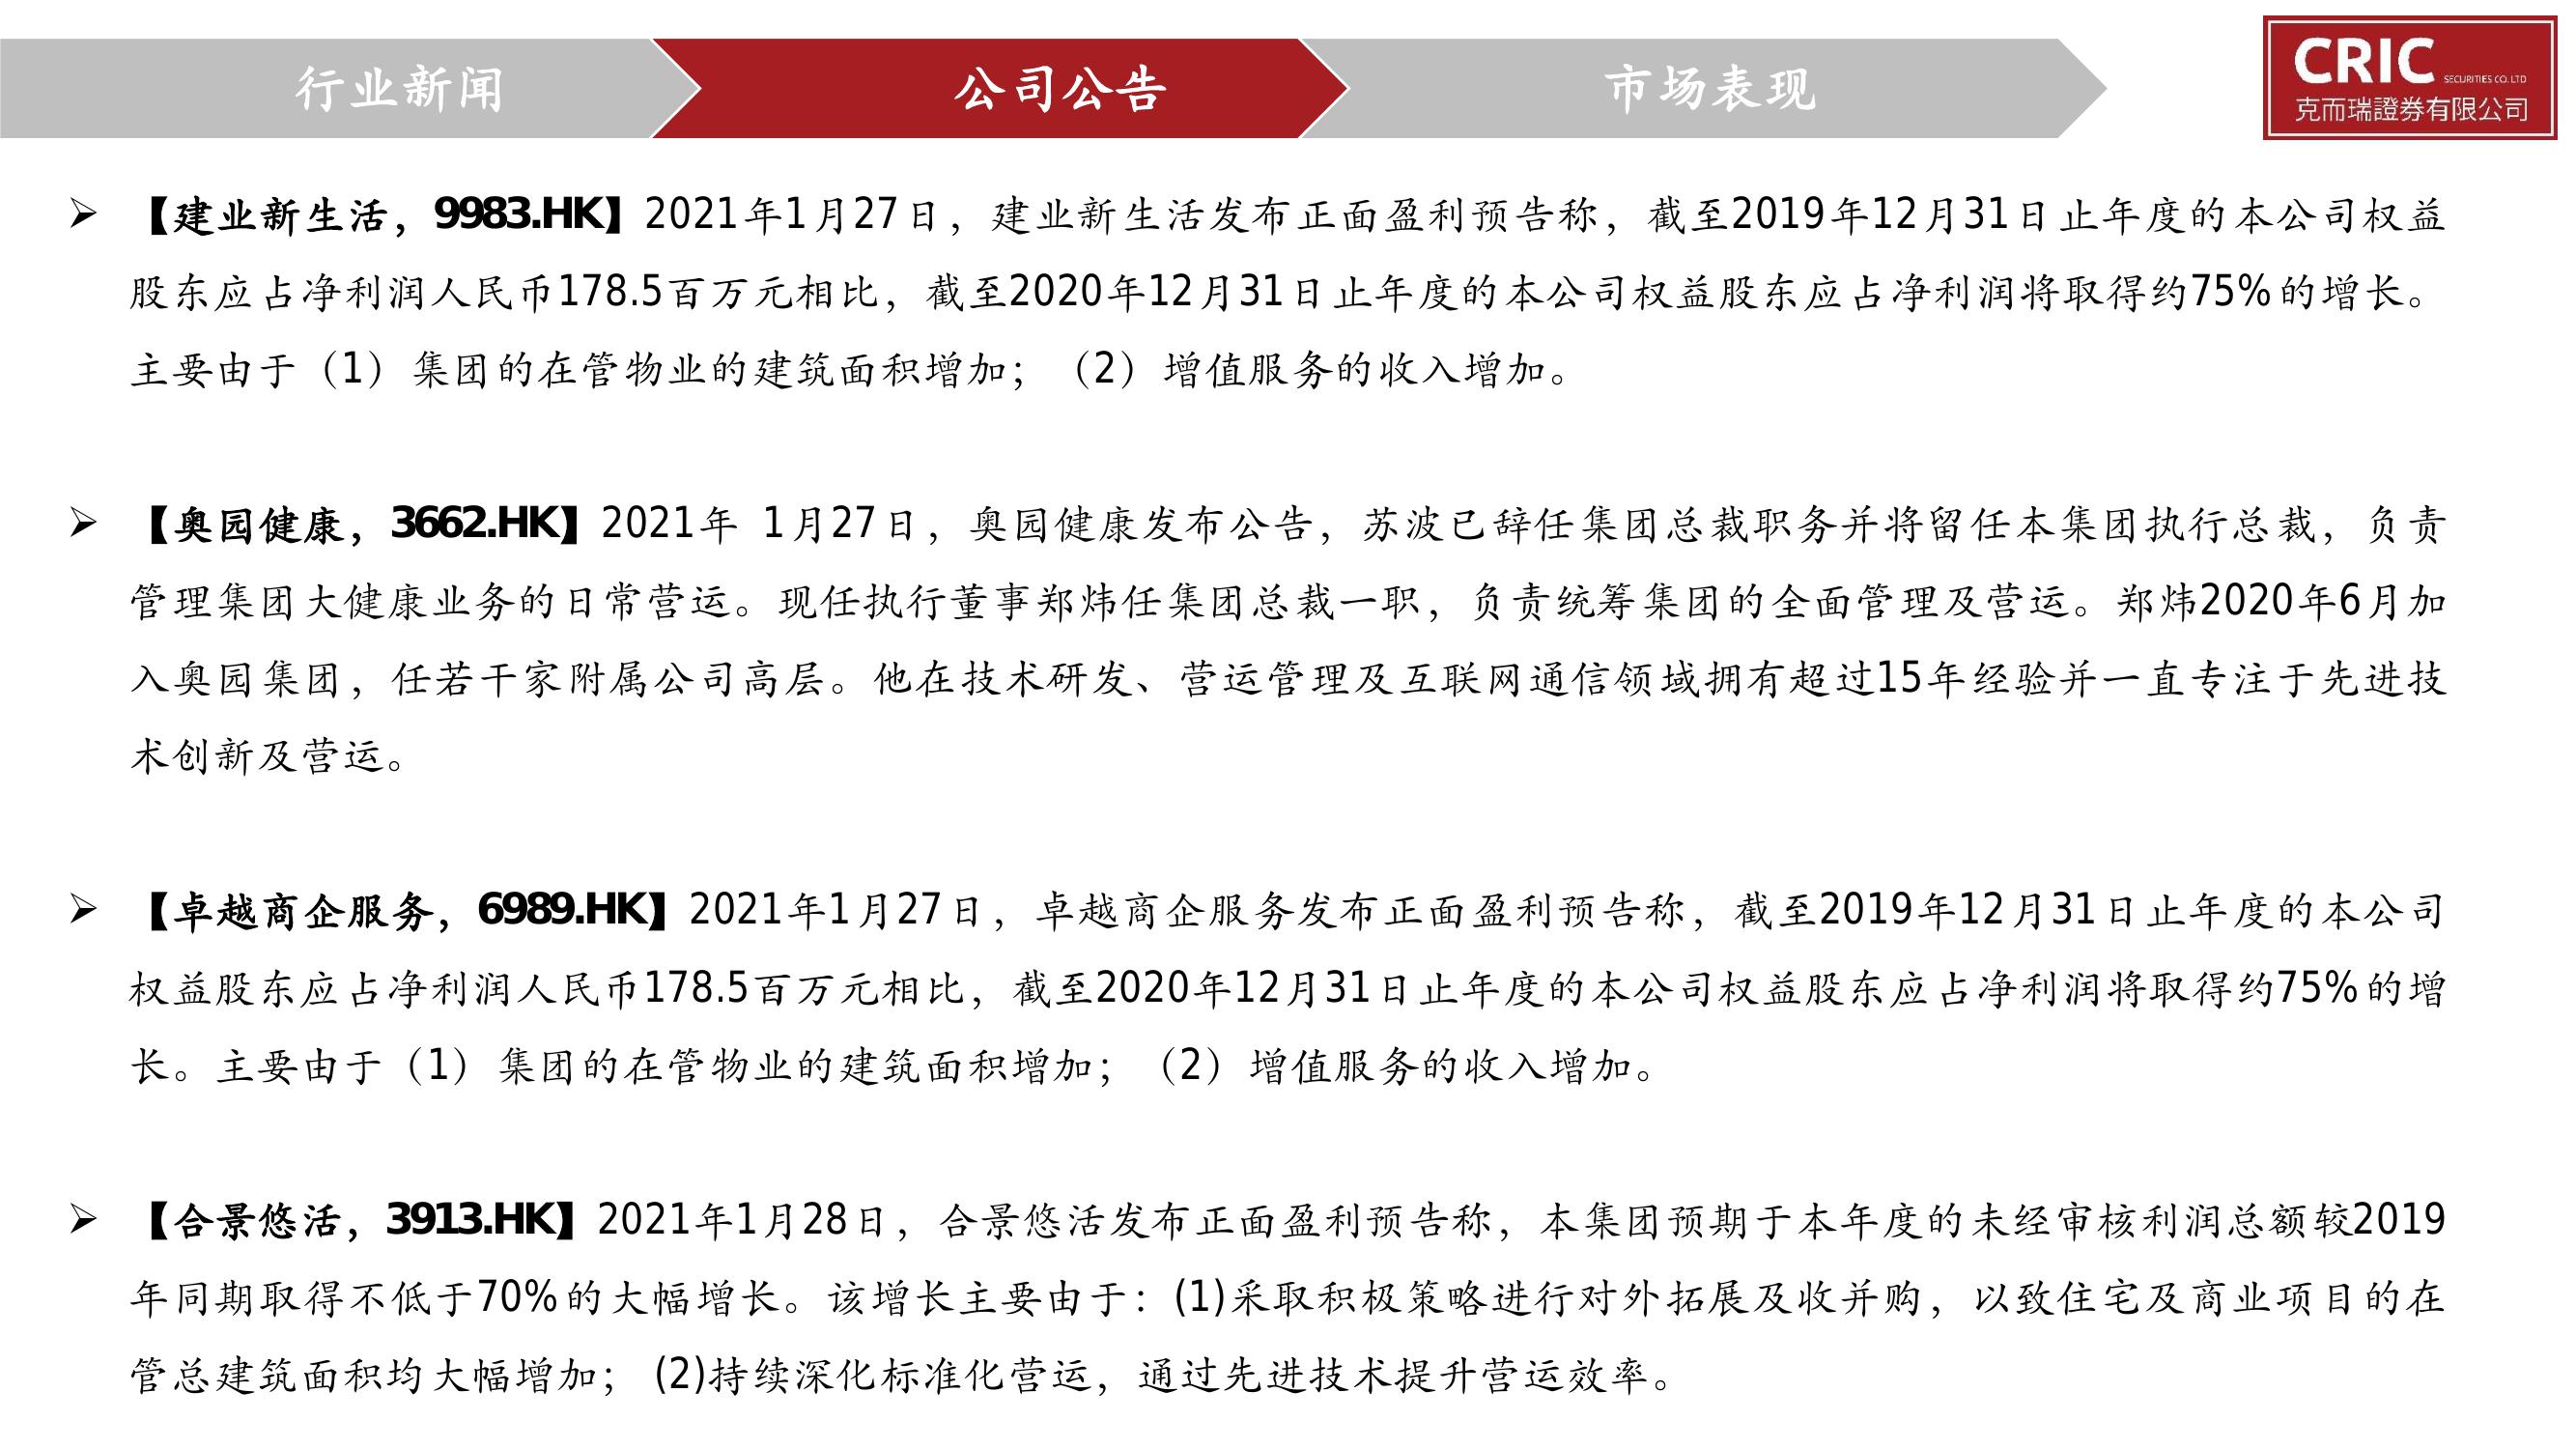 行业新闻
公司公告
市场表现
CRIC SECURITIES CO. LTD
克而瑞證券有限公司
➢ 【建业新生活，9983.HK】2021年1月27日，建业新生活发布正面盈利预告称，截至2019年12月31日止年度的本公司权益
股东应占净利润人民币178.5百万元相比，截至2020年12月31日止年度的本公司权益股东应占净利润将取得约75%的增长。
主要由于（1）集团的在管物业的建筑面积增加；（2）增值服务的收入增加。
➢ 【奥园健康，3662.HK】2021年 1月27日，奥园健康发布公告，苏波已辞任集团总裁职务并将留任本集团执行总裁，负责
管理集团大健康业务的日常营运。现任执行董事郑炜任集团总裁一职，负责统筹集团的全面管理及营运。郑炜2020年6月加
入奥园集团，任若干家附属公司高层。他在技术研发、营运管理及互联网通信领域拥有超过15年经验并一直专注于先进技
术创新及营运。
➢ 【卓越商企服务，6989.HK】2021年1月27日，卓越商企服务发布正面盈利预告称，截至2019年12月31日止年度的本公司
权益股东应占净利润人民币178.5百万元相比，截至2020年12月31日止年度的本公司权益股东应占净利润将取得约75%的增
长。主要由于（1）集团的在管物业的建筑面积增加；（2）增值服务的收入增加。
➢ 【合景悠活，3913.HK】2021年1月28日，合景悠活发布正面盈利预告称，本集团预期于本年度的未经审核利润总额较2019
年同期取得不低于70%的大幅增长。该增长主要由于：(1)采取积极策略进行对外拓展及收并购，以致住宅及商业项目的在
管总建筑面积均大幅增加； (2)持续深化标准化营运，通过先进技术提升营运效率。